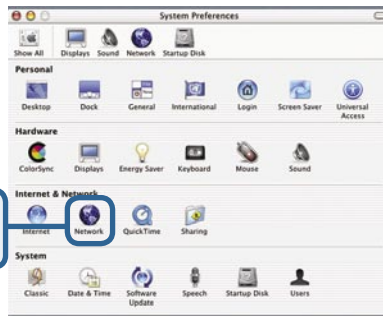 System Preferences
Show All Displays Sound Network Startup Disk
Personal
Desktop Dock General International Login Screen Saver Universal Access
Hardware
ColorSync Displays Energy Saver Keyboard Mouse Sound
Internet & Network
Internet Network QuickTime Sharing
System
Classic Date & Time Software Update Speech Startup Disk Users